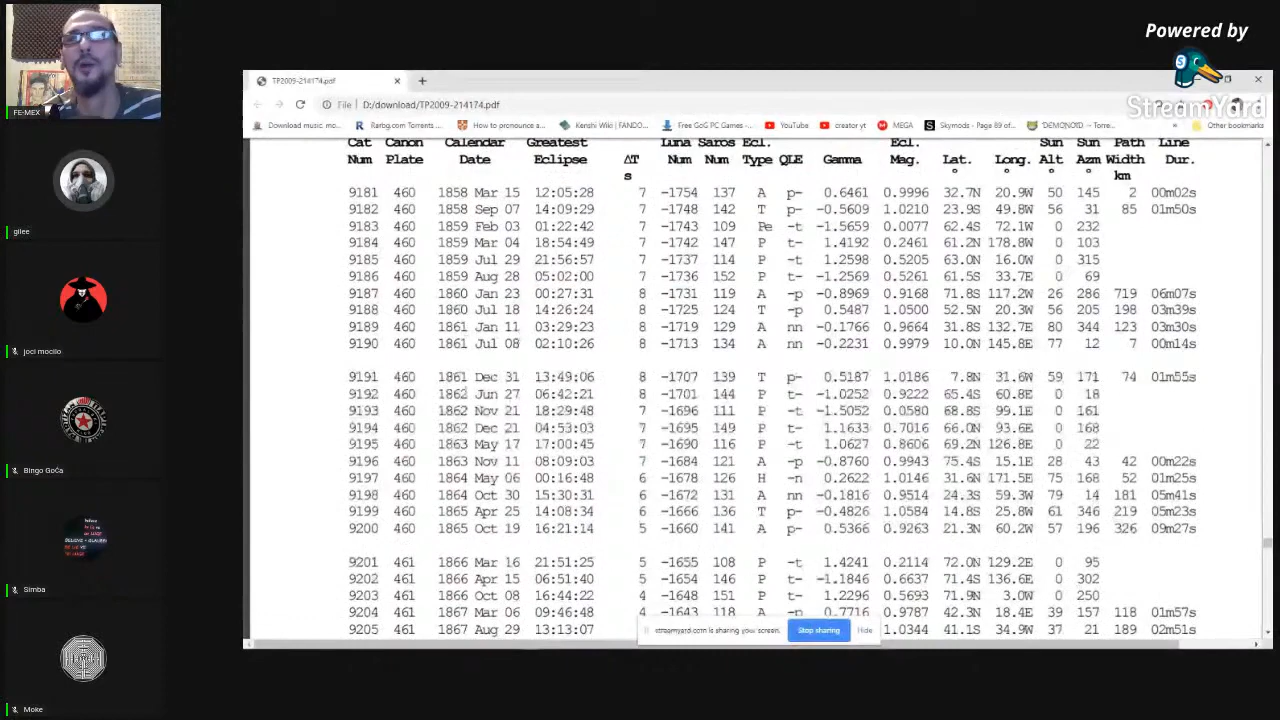 Powered by
StreamYard
FE-MEX
gilee
joci mocilo
Bingo Goča
Simba
Moke
TP2009-214174.pdf
File D:/download/TP2009-214174.pdf
Download music, mo... Rarbg.com Torrents... How to pronounce a... Kenshi Wiki | FANDO... Free GoG PC Games -... YouTube creator yt MEGA Skymods - Page 89 of... Other bookmarks
Cat Canon Calendar Greatest Luna Saros Ecl. Ecl. Sun Sun Path Line
Num Plate Date Eclipse ΔT Num Num Type QLE Gamma Mag. Lat. Long. Alt Azm Width Dur.
s ° ° ° ° km
9181 460 1858 Mar 15 12:05:28 7 -1754 137 A p- 0.6461 0.9996 32.7N 20.9W 50 145 2 00m02s
9182 460 1858 Sep 07 14:09:29 7 -1748 142 T p- -0.5609 1.0210 23.9S 49.8W 56 31 85 01m50s
9183 460 1859 Feb 03 01:22:42 7 -1743 109 Pe -t -1.5659 0.0077 62.4S 72.1W 0 232
9184 460 1859 Mar 04 18:54:49 7 -1742 147 P t- 1.4192 0.2461 61.2N 178.8W 0 103
9185 460 1859 Jul 29 21:56:57 7 -1737 114 P -t 1.2598 0.5205 63.0N 16.0W 0 315
9186 460 1859 Aug 28 05:02:00 7 -1736 152 P t- -1.2569 0.5261 61.5S 33.7E 0 69
9187 460 1860 Jan 23 00:27:31 8 -1731 119 A -p -0.8969 0.9168 71.8S 117.2W 26 286 719 06m07s
9188 460 1860 Jul 18 14:26:24 8 -1725 124 T -p 0.5487 1.0500 52.5N 20.3W 56 205 198 03m39s
9189 460 1861 Jan 11 03:29:23 8 -1719 129 A nn -0.1766 0.9664 31.8S 132.7E 80 344 123 03m30s
9190 460 1861 Jul 08 02:10:26 8 -1713 134 A nn -0.2231 0.9979 10.0N 145.8E 77 12 7 00m14s
9191 460 1861 Dec 31 13:49:06 8 -1707 139 T p- 0.5187 1.0186 7.8N 31.6W 59 171 74 01m55s
9192 460 1862 Jun 27 06:42:21 8 -1701 144 P t- -1.0252 0.9222 65.4S 60.8E 0 18
9193 460 1862 Nov 21 18:29:48 7 -1696 111 P -t -1.5052 0.0580 68.8S 99.1E 0 161
9194 460 1862 Dec 21 04:53:03 7 -1695 149 P t- 1.1633 0.7016 66.0N 93.6E 0 168
9195 460 1863 May 17 17:00:45 7 -1690 116 P -t 1.0627 0.8606 69.2N 126.8E 0 22
9196 460 1863 Nov 11 08:09:03 7 -1684 121 A -p -0.8760 0.9943 75.4S 15.1E 28 43 42 00m22s
9197 460 1864 May 06 00:16:48 6 -1678 126 H -n 0.2622 1.0146 31.6N 171.5E 75 168 52 01m25s
9198 460 1864 Oct 30 15:30:31 6 -1672 131 A nn -0.1816 0.9514 24.3S 59.3W 79 14 181 05m41s
9199 460 1865 Apr 25 14:08:34 6 -1666 136 T p- -0.4826 1.0584 14.8S 25.8W 61 346 219 05m23s
9200 460 1865 Oct 19 16:21:14 5 -1660 141 A p- 0.5366 0.9263 21.3N 60.2W 57 196 326 09m27s
9201 461 1866 Mar 16 21:51:25 5 -1655 108 P -t 1.4241 0.2114 72.0N 129.2E 0 95
9202 461 1866 Apr 15 06:51:40 5 -1654 146 P t- -1.1846 0.6637 71.4S 136.6E 0 302
9203 461 1866 Oct 08 16:44:22 4 -1648 151 P t- 1.2296 0.5685 71.9N 3.0W 0 250
9204 461 1867 Mar 06 09:46:48 4 -1643 118 A 0.7716 0.9787 42.3N 18.4E 39 157 118 01m57s
9205 461 1867 Aug 29 13:13:07 1.0344 41.1S 34.9W 37 21 189 02m51s
streamyard.com is sharing your screen. Stop sharing Hide